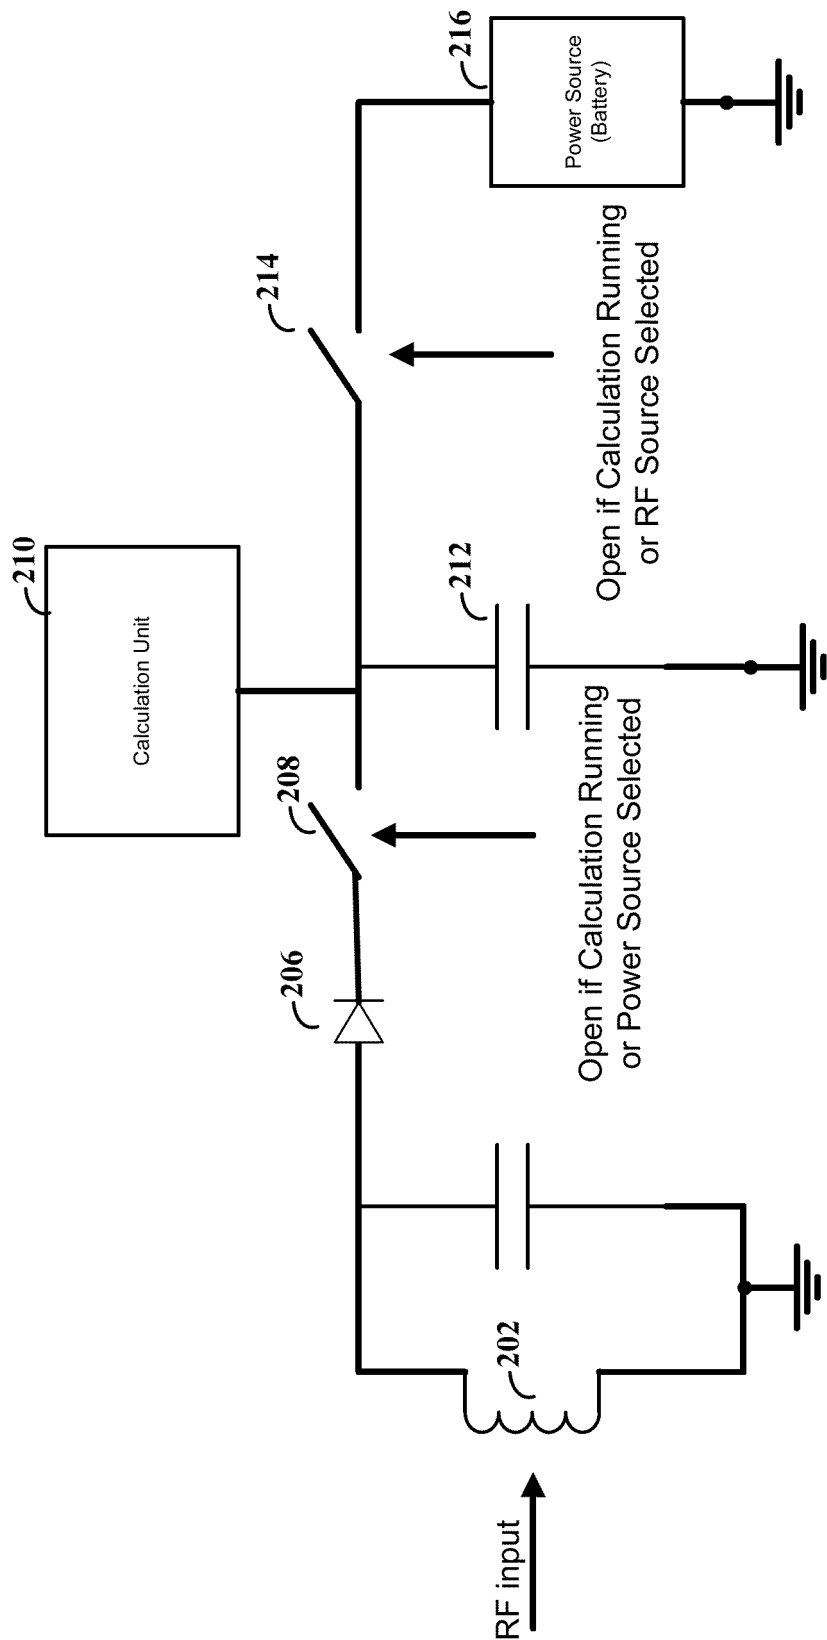 210
Calculation Unit
214
216
Power Source
(Battery)
208
206
212
202
RF input
Open if Calculation Running
or Power Source Selected
Open if Calculation Running
or RF Source Selected